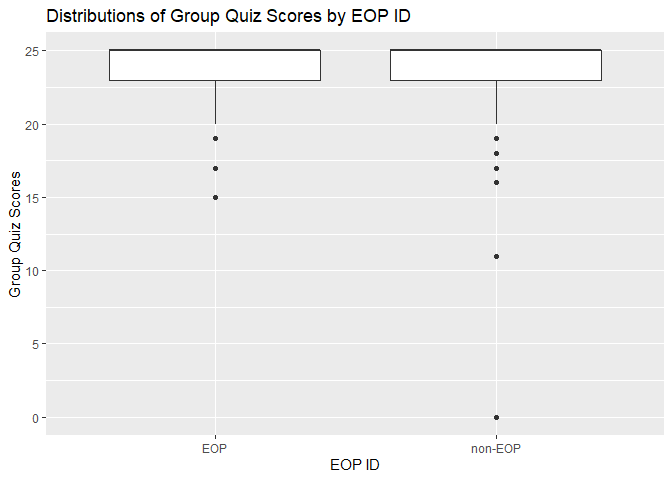 Distributions of Group Quiz Scores by EOP ID
Group Quiz Scores
25
20
15
10
5
0
EOP
non-EOP
EOP ID